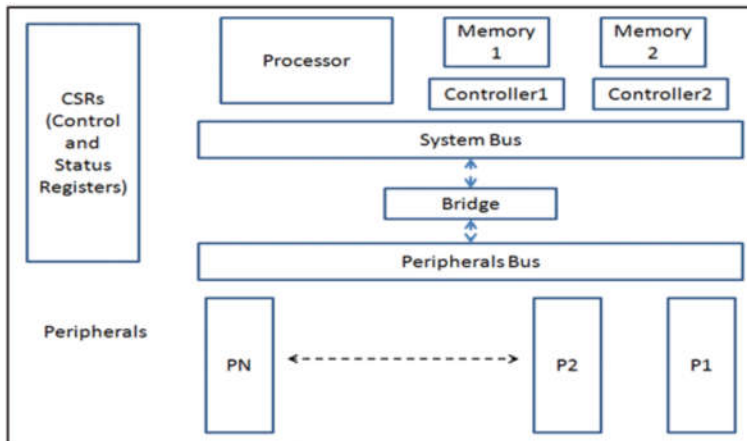 CSRs
(Control
and
Status
Registers)
Processor
Memory
1
Memory
2
Controller1
Controller2
System Bus
Bridge
Peripherals Bus
Peripherals
PN
P2
P1